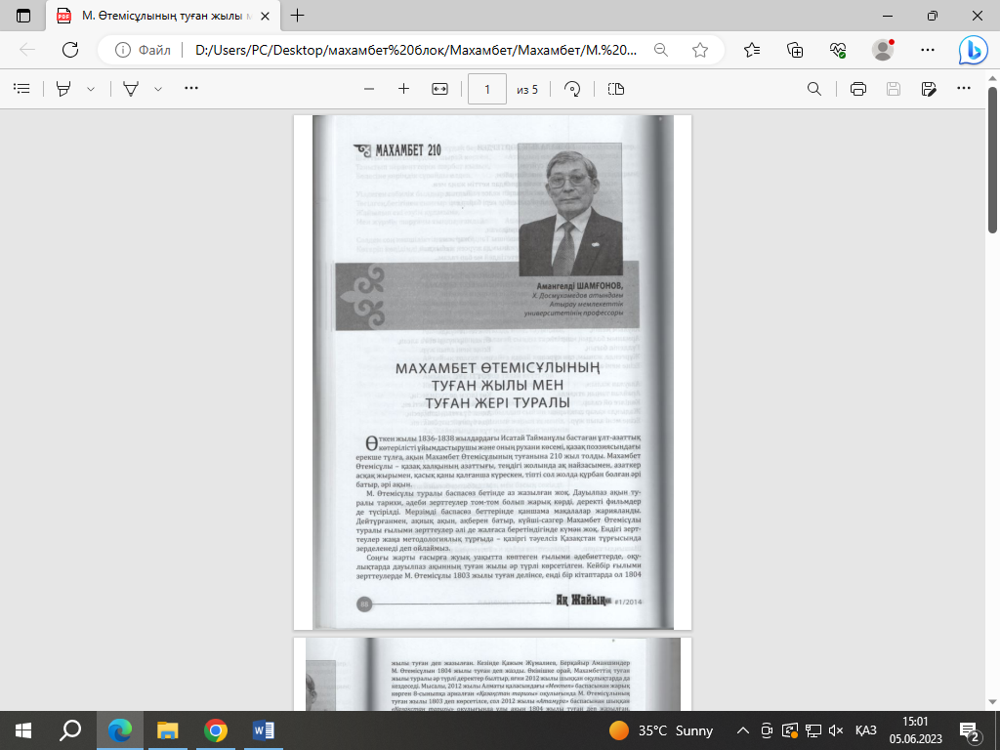 М. Өтемісұлының туған жылы м
Файл
D:/Users/PC/Desktop/махамбет%20блок/Махамбет/Махамбет/М.%20...
1 из 5
МАХАМБЕТ 210
Амангелді ШАМҒОНОВ,
Х. Досмұхамедов атындағы
Атырау мемлекеттік
университетінің профессоры
МАХАМБЕТ ӨТЕМІСҰЛЫНЫҢ
ТУҒАН ЖЫЛЫ МЕН
ТУҒАН ЖЕРІ ТУРАЛЫ
Өткен жылы 1836-1838 жылдардағы Исатай Тайманұлы бастаған ұлт-азаттық
көтерілісті ұйымдастырушы және оның рухани көсемі, қазақ поэзиясындағы
ерекше тұлға, ақын Махамбет Өтемісұлының туғанына 210 жыл толды. Махамбет
Өтемісұлы – қазақ халқының азаттығы, теңдігі жолында ақ найзасымен, азаткер
асқақ жырымен, қасық қаны қалғанша күрескен, тіпті сол жолда құрбан болған әрі
батыр, әрі ақын.
М. Өтемісұлы туралы баспасөз бетінде аз жазылған жоқ. Дауылпаз ақын ту-
ралы тарихи, әдеби зерттеулер том-том болып жарық көрді, деректі фильмдер
де түсірілді. Мерзімді баспасөз беттерінде қаншама мақалалар жарияланды.
Дейтұрғанмен, ақиық ақын, ақберен батыр, күйші-сазгер Махамбет Өтемісұлы
туралы ғылыми зерттеулер әлі де жалғаса беретіндігінде күмән жоқ. Ендігі зерт-
теулер жаңа методологиялық тұрғыда – қазіргі тәуелсіз Қазақстан тұрғысында
зерделенеді деп ойлаймыз.
Соңғы жарты ғасырға жуық уақытта көптеген ғылыми әдебиеттерде, оқу-
лықтарда дауылпаз ақынның туған жылы әр түрлі көрсетілген. Кейбір ғылыми
зерттеулерде М. Өтемісұлы 1803 жылы туған делінсе, енді бір кітаптарда ол 1804
88
Ақ Жайық #1/2014
жылы туған деп жазылған. Кезінде Қажым Жұмалиев, Берқайыр Аманшиндер
М. Өтемісұлын 1804 жылы туған деп жазды. Өкінішке орай, Махамбеттің туған
жылы туралы әр түрлі деректер былтыр, яғни 2012 жылы шыққан оқулықтарда да
кездеседі. Мысалы, 2012 жылы Алматы қаласындағы «Мектеп» баспасынан жарық
көрген 8-сыныпқа арналған «Қазақстан тарихы» оқулығында М. Өтемісұлының
туған жылы 1803 деп көрсетілсе, сол 2012 жылы «Атамұра» баспасынан шыққан
«Қазақстан тарихы» оқулығында ұлы ақын 1804 жылы туған деп жазылған.
35°C Sunny
ҚАЗ
15:01
05.06.2023
2